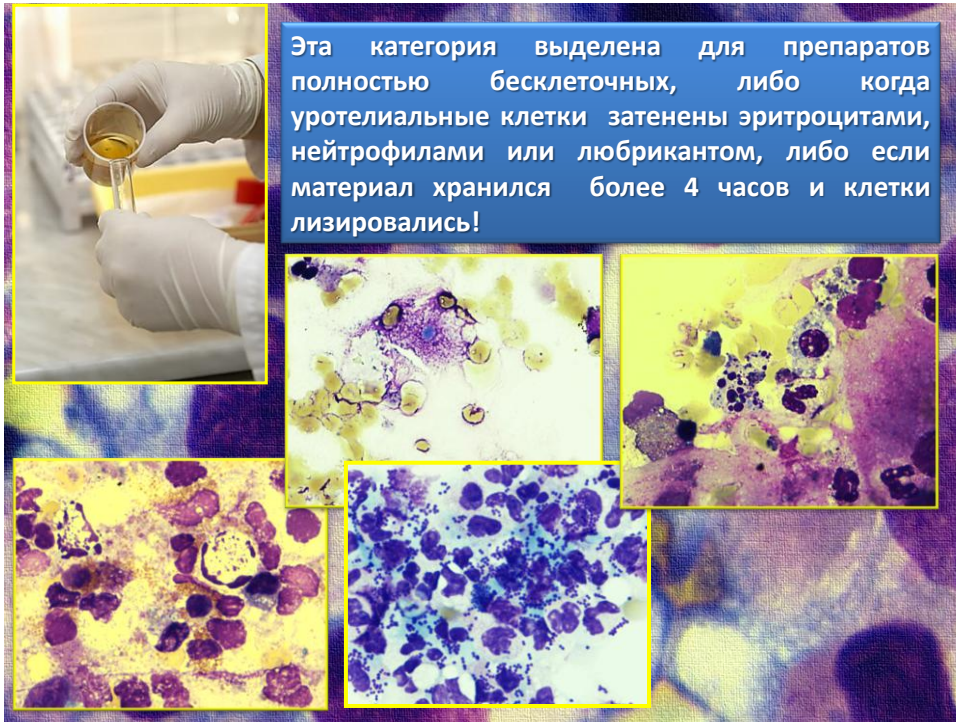 Эта категория выделена для препаратов
полностью бесклеточных, либо когда
уротелиальные клетки затенены эритроцитами,
нейтрофилами или любрикантом, либо если
материал хранился более 4 часов и клетки
лизировались!